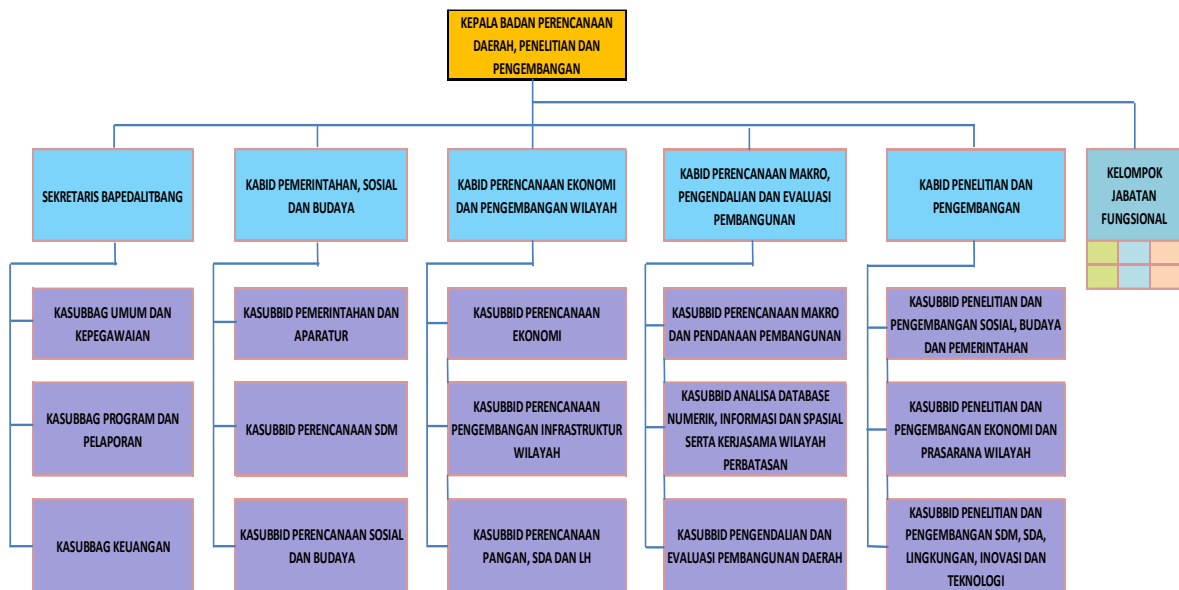 KEPALA BADAN PERENCANAAN
DAERAH, PENELITIAN DAN
PENGEMBANGAN
SEKRETARIS BAPEDALITBANG
KABID PEMERINTAHAN, SOSIAL
DAN BUDAYA
KABID PERENCANAAN EKONOMI
DAN PENGEMBANGAN WILAYAH
KABID PERENCANAAN MAKRO,
PENGENDALIAN DAN EVALUASI
PEMBANGUNAN
KABID PENELITIAN DAN
PENGEMBANGAN
KELOMPOK
JABATAN
FUNGSIONAL
KASUBBAG UMUM DAN
KEPEGAWAIAN
KASUBBID PEMERINTAHAN DAN
APARATUR
KASUBBID PERENCANAAN
EKONOMI
KASUBBID PERENCANAAN MAKRO
DAN PENDANAAN PEMBANGUNAN
KASUBBID PENELITIAN DAN
PENGEMBANGAN SOSIAL, BUDAYA
DAN PEMERINTAHAN
KASUBBAG PROGRAM DAN
PELAPORAN
KASUBBID PERENCANAAN SDM
KASUBBID PERENCANAAN
PENGEMBANGAN INFRASTRUKTUR
WILAYAH
KASUBBID ANALISA DATABASE
NUMERIK, INFORMASI DAN SPASIAL
SERTA KERJASAMA WILAYAH
PERBATASAN
KASUBBID PENELITIAN DAN
PENGEMBANGAN EKONOMI DAN
PRASARANA WILAYAH
KASUBBAG KEUANGAN
KASUBBID PERENCANAAN SOSIAL
DAN BUDAYA
KASUBBID PERENCANAAN
PANGAN, SDA DAN LH
KASUBBID PENGENDALIAN DAN
EVALUASI PEMBANGUNAN DAERAH
KASUBBID PENELITIAN DAN
PENGEMBANGAN SDM, SDA,
LINGKUNGAN, INOVASI DAN
TEKNOLOGI